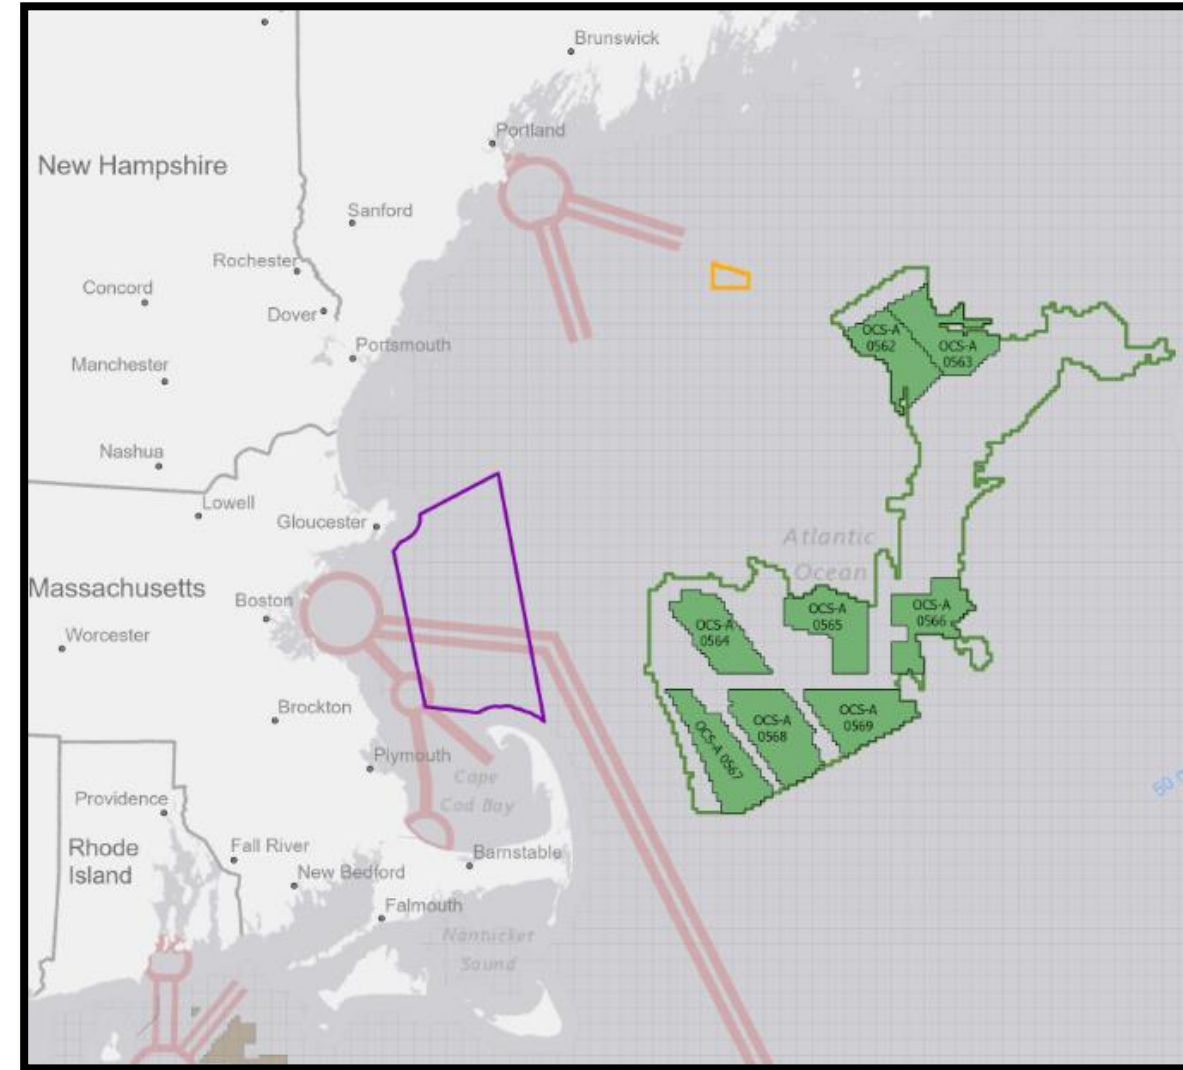 Brunswick
Portland
New Hampshire
Sanford
Rochester
Concord
Dover
Portsmouth
Manchester
OCS-A
0562
OCS-A
0563
Nashua
Lowell
Gloucester
Atlantic
Ocean
Massachusetts
Boston
Worcester
OCS-A
0564
OCS-A
0565
OCS-A
0566
Brockton
OCS-A 0567
OCS-A
0568
OCS-A
0569
Plymouth
Cape
Cod Bay
Providence
Rhode
Island
Fall River
Barnstable
New Bedford
Falmouth
Nantucket
Sound
50